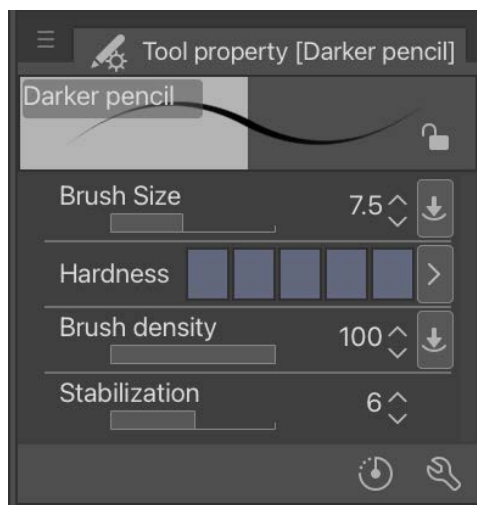 Tool property [Darker pencil]
Darker pencil
Brush Size 7.5
Hardness
Brush density 100
Stabilization 6